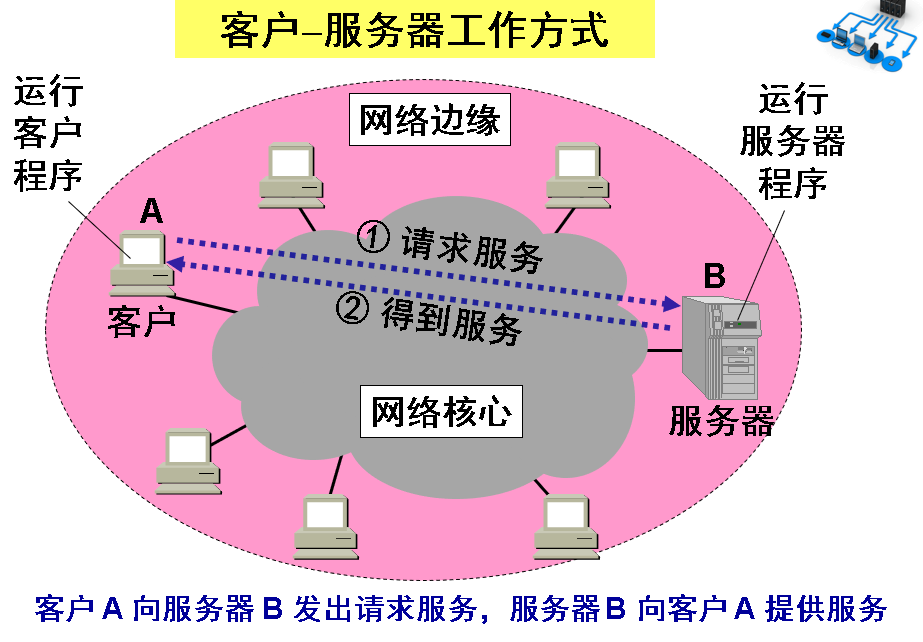 客户–服务器工作方式
运行
客户
程序
网络边缘
运行
服务器
程序
A
① 请求服务
② 得到服务
B
客户
网络核心
服务器
客户 A 向服务器 B 发出请求服务，服务器 B 向客户 A 提供服务